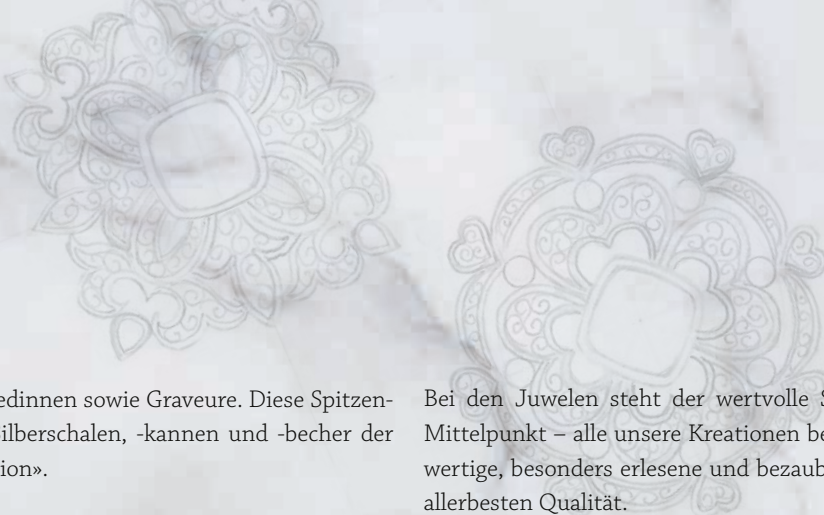 edinnen sowie Graveure. Diese Spitzen-
ilberschalen, -kannen und -becher der
ion».
Bei den Juwelen steht der wertvolle S
Mittelpunkt – alle unsere Kreationen be
wertige, besonders erlesene und bezaub
allerbesten Qualität.